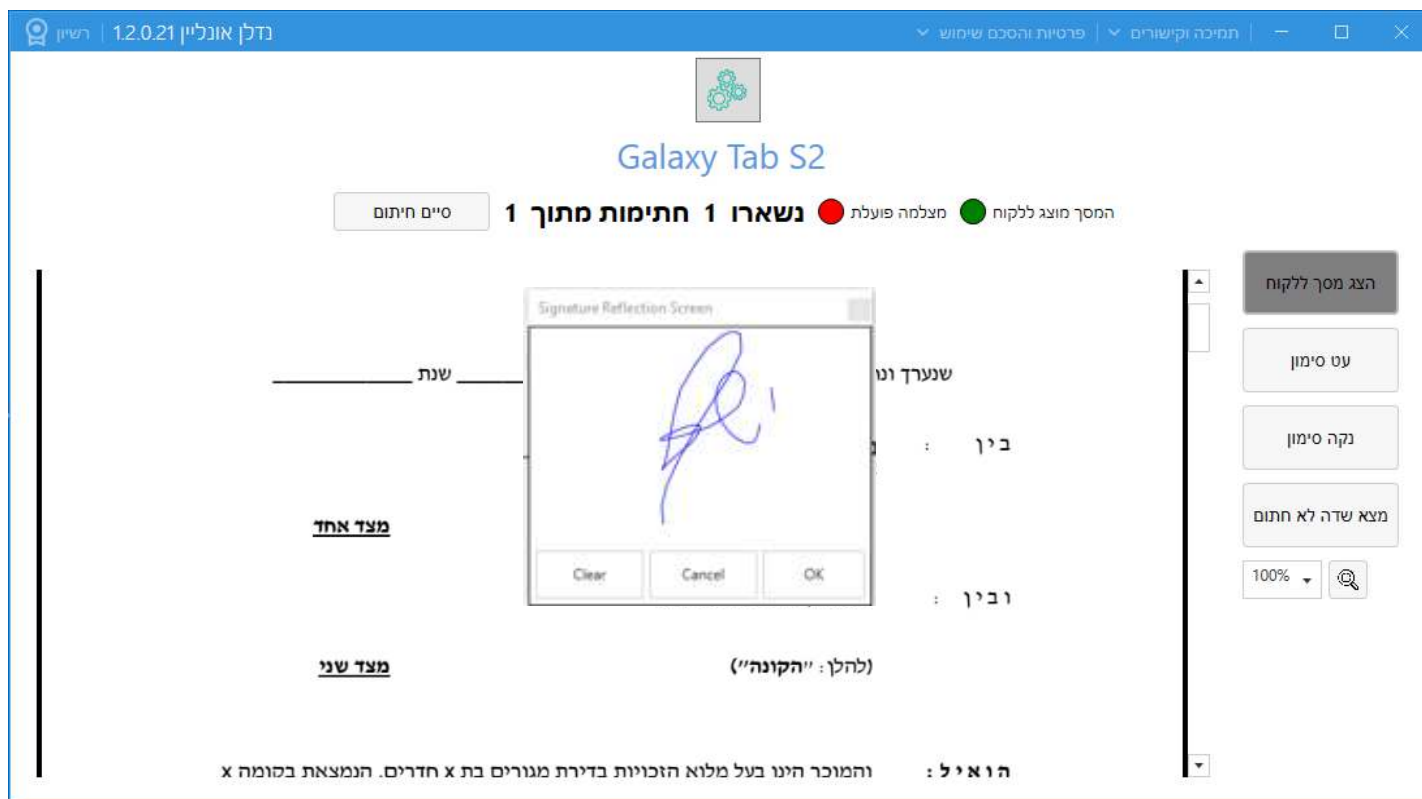 נדלן אונליין 1.2.0.21 | רשיון
תמיכה וקישורים | פרטיות והסכם שימוש
Galaxy Tab S2
המסך מוצג ללקוח מצלמה פועלת נשארו 1 חתימות מתוך 1 סיים חיתום
הצג מסך ללקוח
עט סימון
נקה סימון
מצא שדה לא חתום
100%
Signature Reflection Screen
Clear Cancel OK
שנערך ונח ______ שנת ____________
בין :
מצד אחד
ובין :
(להלן: "הקונה")
מצד שני
הואיל: והמוכר הינו בעל מלוא הזכויות בדירת מגורים בת x חדרים. הנמצאת בקומה x